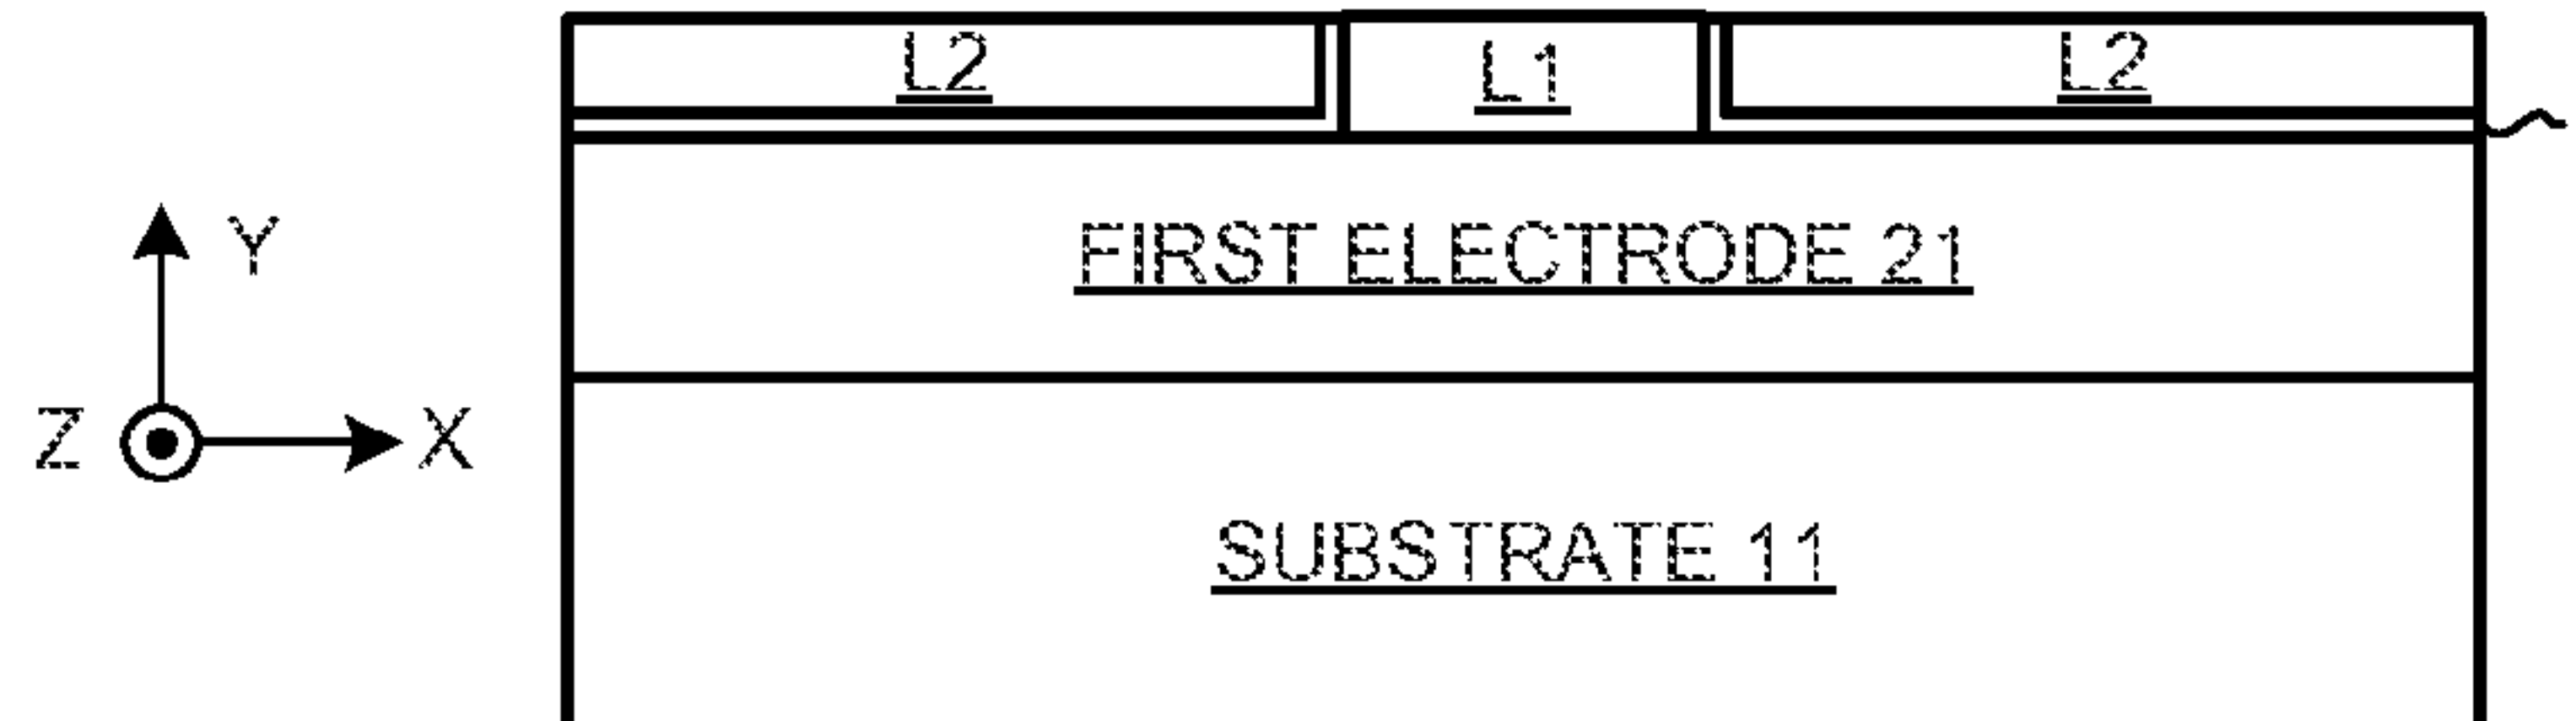 L2 L1 L2
FIRST ELECTRODE 21
Y
Z X
SUBSTRATE 11